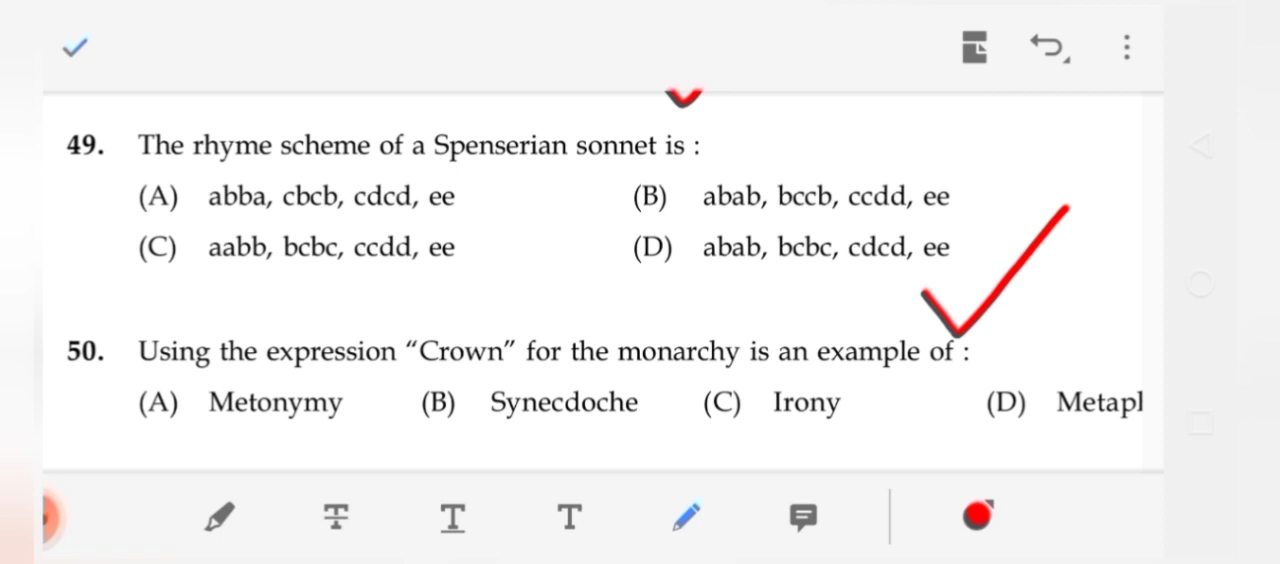 49. The rhyme scheme of a Spenserian sonnet is :
(A) abba, cbcb, cdcd, ee (B) abab, bccb, ccdd, ee
(C) aabb, bcbc, ccdd, ee (D) abab, bcbc, cdcd, ee
50. Using the expression “Crown” for the monarchy is an example of :
(A) Metonymy (B) Synecdoche (C) Irony (D) Metapl
T T T